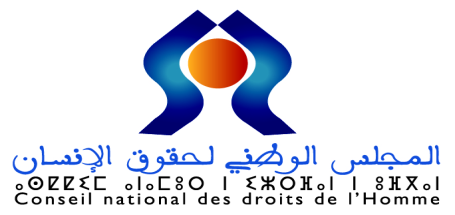 المجلس الوطني لحقوق الإنسان
ⴰⵙⵇⵇⵉⵎ ⴰⵏⴰⵎⵓⵔ ⵏ ⵉⵣⵔⴼⴰⵏ ⵏ ⵓⴼⴳⴰⵏ
Conseil national des droits de l'Homme